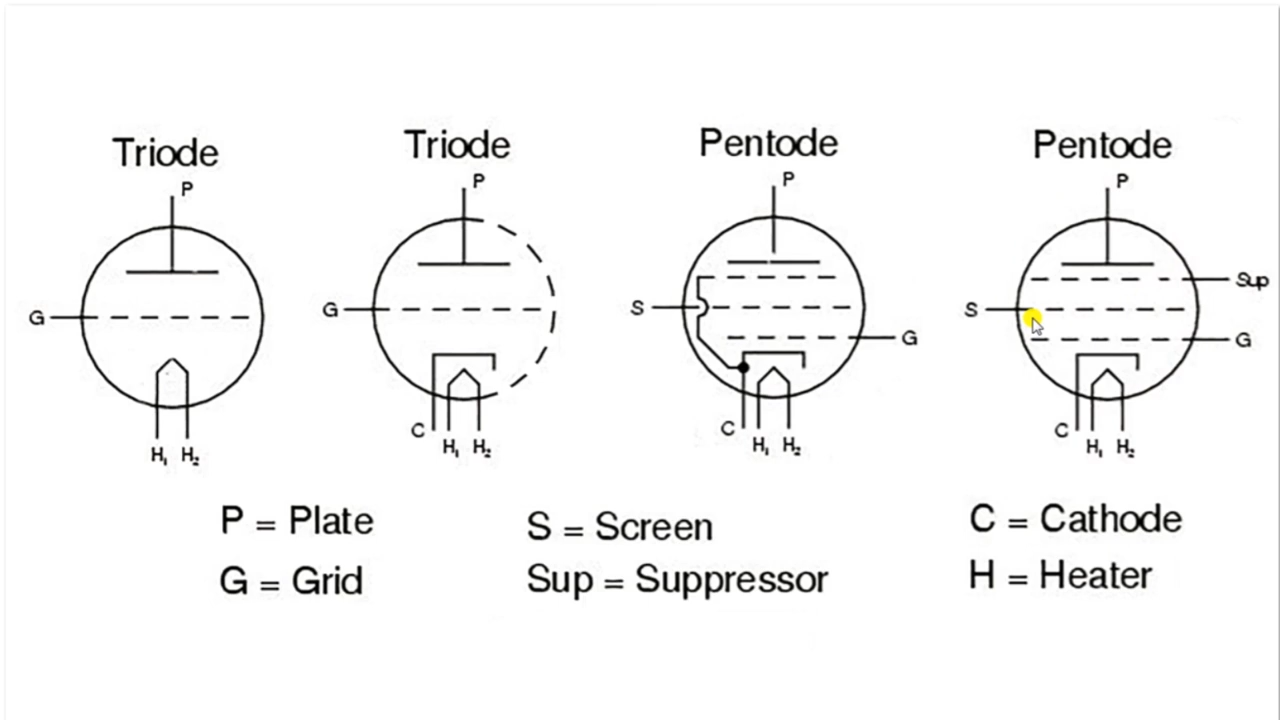 Triode
Triode
Pentode
Pentode
P
P
P
P
G
G
S
G
S
Sup
G
H₁ H₂
C H₁ H₂
C H₁ H₂
C H₁ H₂
P = Plate
S = Screen
C = Cathode
G = Grid
Sup = Suppressor
H = Heater